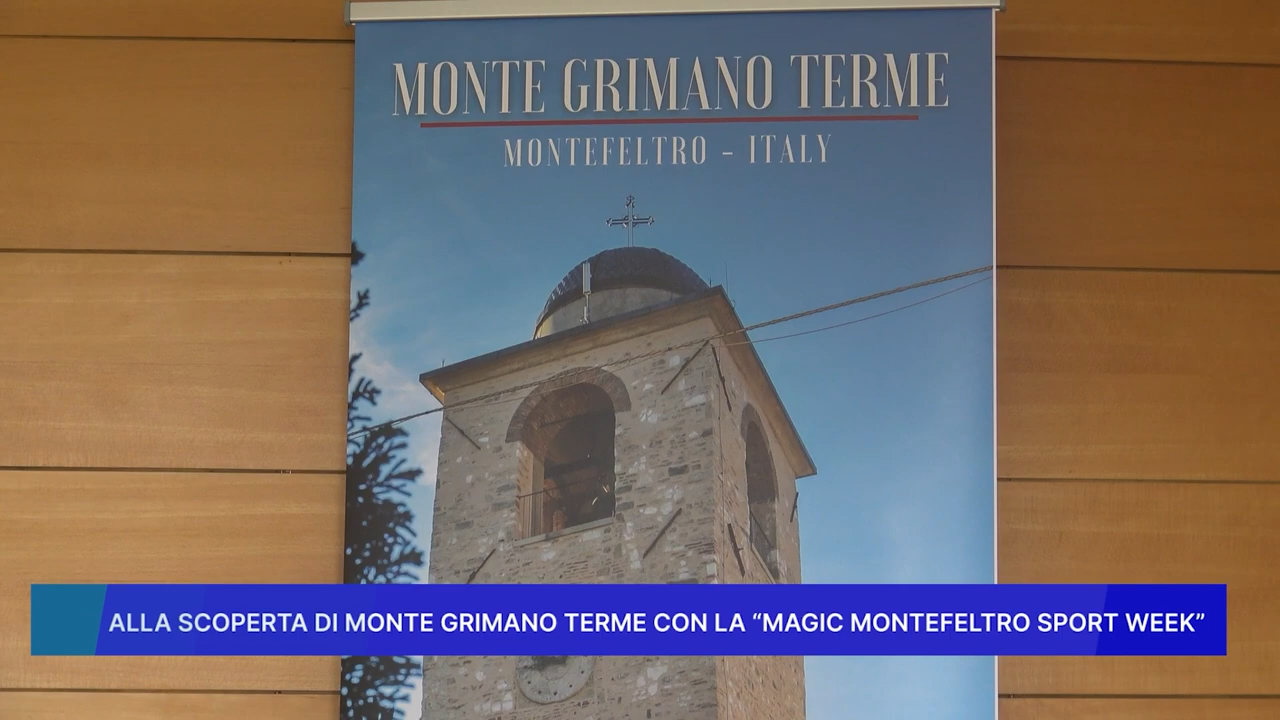 MONTE GRIMANO TERME
MONTEFELTRO - ITALY
ALLA SCOPERTA DI MONTE GRIMANO TERME CON LA “MAGIC MONTEFELTRO SPORT WEEK”